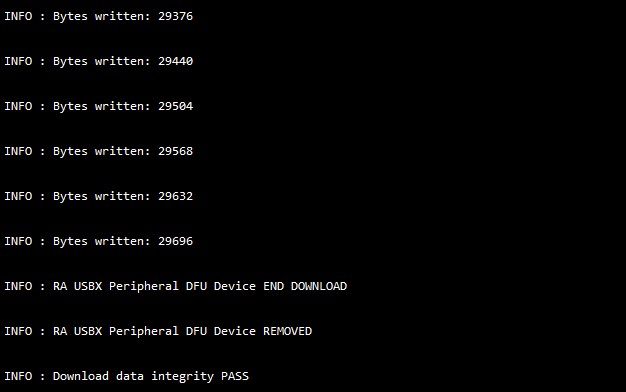 INFO : Bytes written: 29376
INFO : Bytes written: 29440
INFO : Bytes written: 29504
INFO : Bytes written: 29568
INFO : Bytes written: 29632
INFO : Bytes written: 29696
INFO : RA USBX Peripheral DFU Device END DOWNLOAD
INFO : RA USBX Peripheral DFU Device REMOVED
INFO : Download data integrity PASS